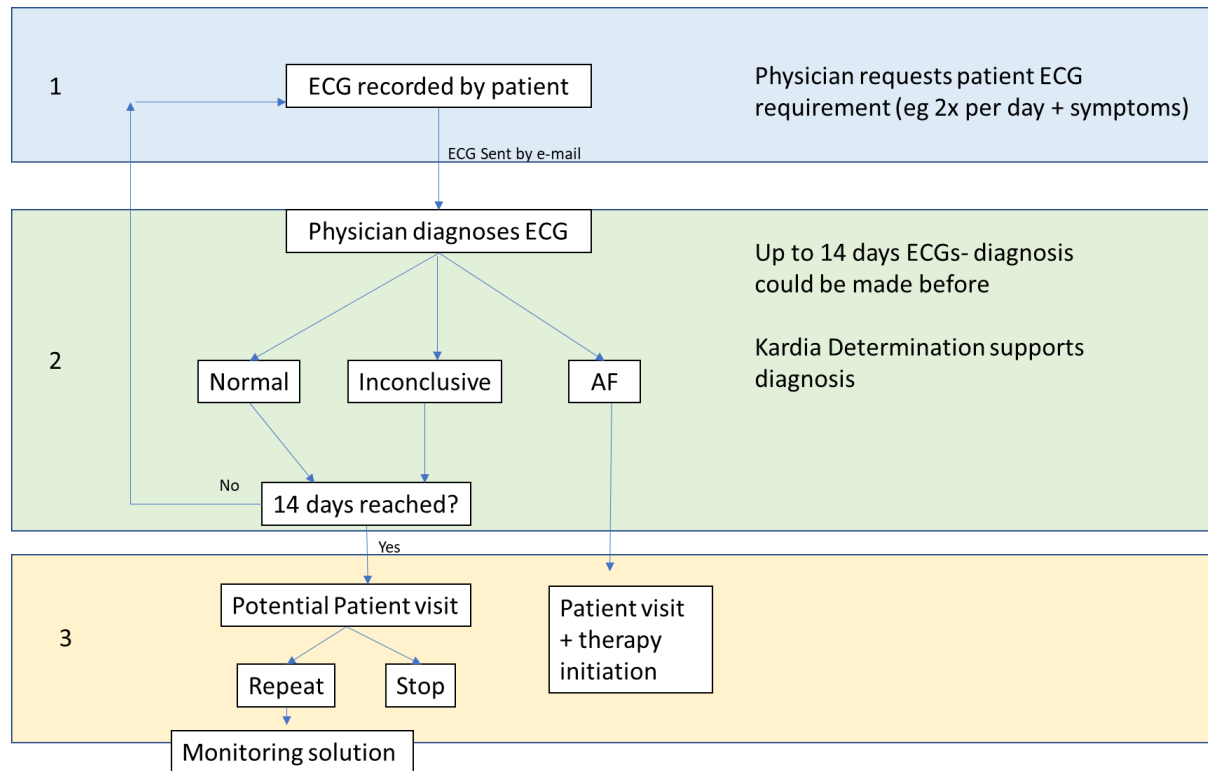 1
ECG recorded by patient
Physician requests patient ECG
requirement (eg 2x per day + symptoms)
ECG Sent by e-mail
2
Physician diagnoses ECG
Up to 14 days ECGs- diagnosis
could be made before
Kardia Determination supports
diagnosis
Normal
Inconclusive
AF
No
14 days reached?
Yes
3
Potential Patient visit
Patient visit
+ therapy
initiation
Repeat
Stop
Monitoring solution